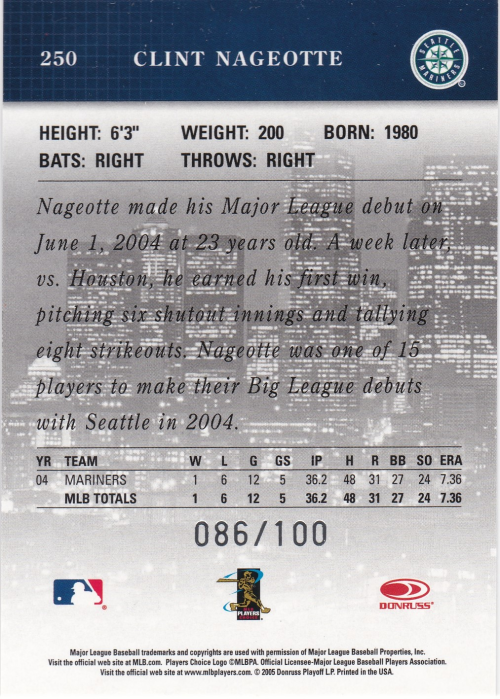 250 CLINT NAGEOTTE
SEATTLE MARINERS
HEIGHT: 6'3" WEIGHT: 200 BORN: 1980
BATS: RIGHT THROWS: RIGHT
Nageotte made his Major League debut on
June 1, 2004 at 23 years old. A week later,
vs. Houston, he earned his first win,
pitching six shutout innings and tallying
eight strikeouts. Nageotte was one of 15
players to make their Big League debuts
with Seattle in 2004.
YR TEAM W L G GS IP H R BB SO ERA
04 MARINERS 1 6 12 5 36.2 48 31 27 24 7.36
MLB TOTALS 1 6 12 5 36.2 48 31 27 24 7.36
086/100
PLAYERS
DONRUSS
Major League Baseball trademarks and copyrights are used with permission of Major League Baseball Properties, Inc.
Visit the official web site at MLB.com. Players Choice Logo ©MLBPA. Official Licensee-Major League Baseball Players Association.
Visit the official web site at www.mlbplayers.com. © 2005 Donruss Playoff L.P. Printed in the USA.